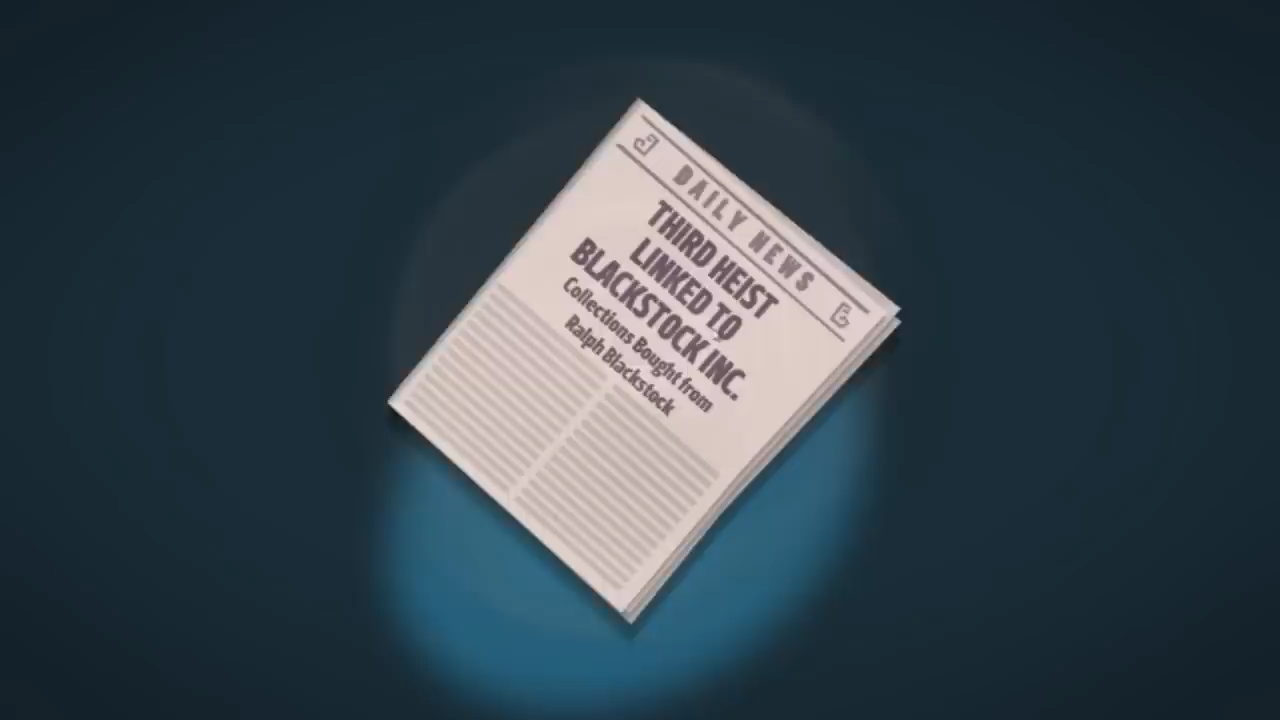 DAILY NEWS
THIRD HEIST
LINKED TO
BLACKSTOCK INC.
Collections Bought from
Ralph Blackstock